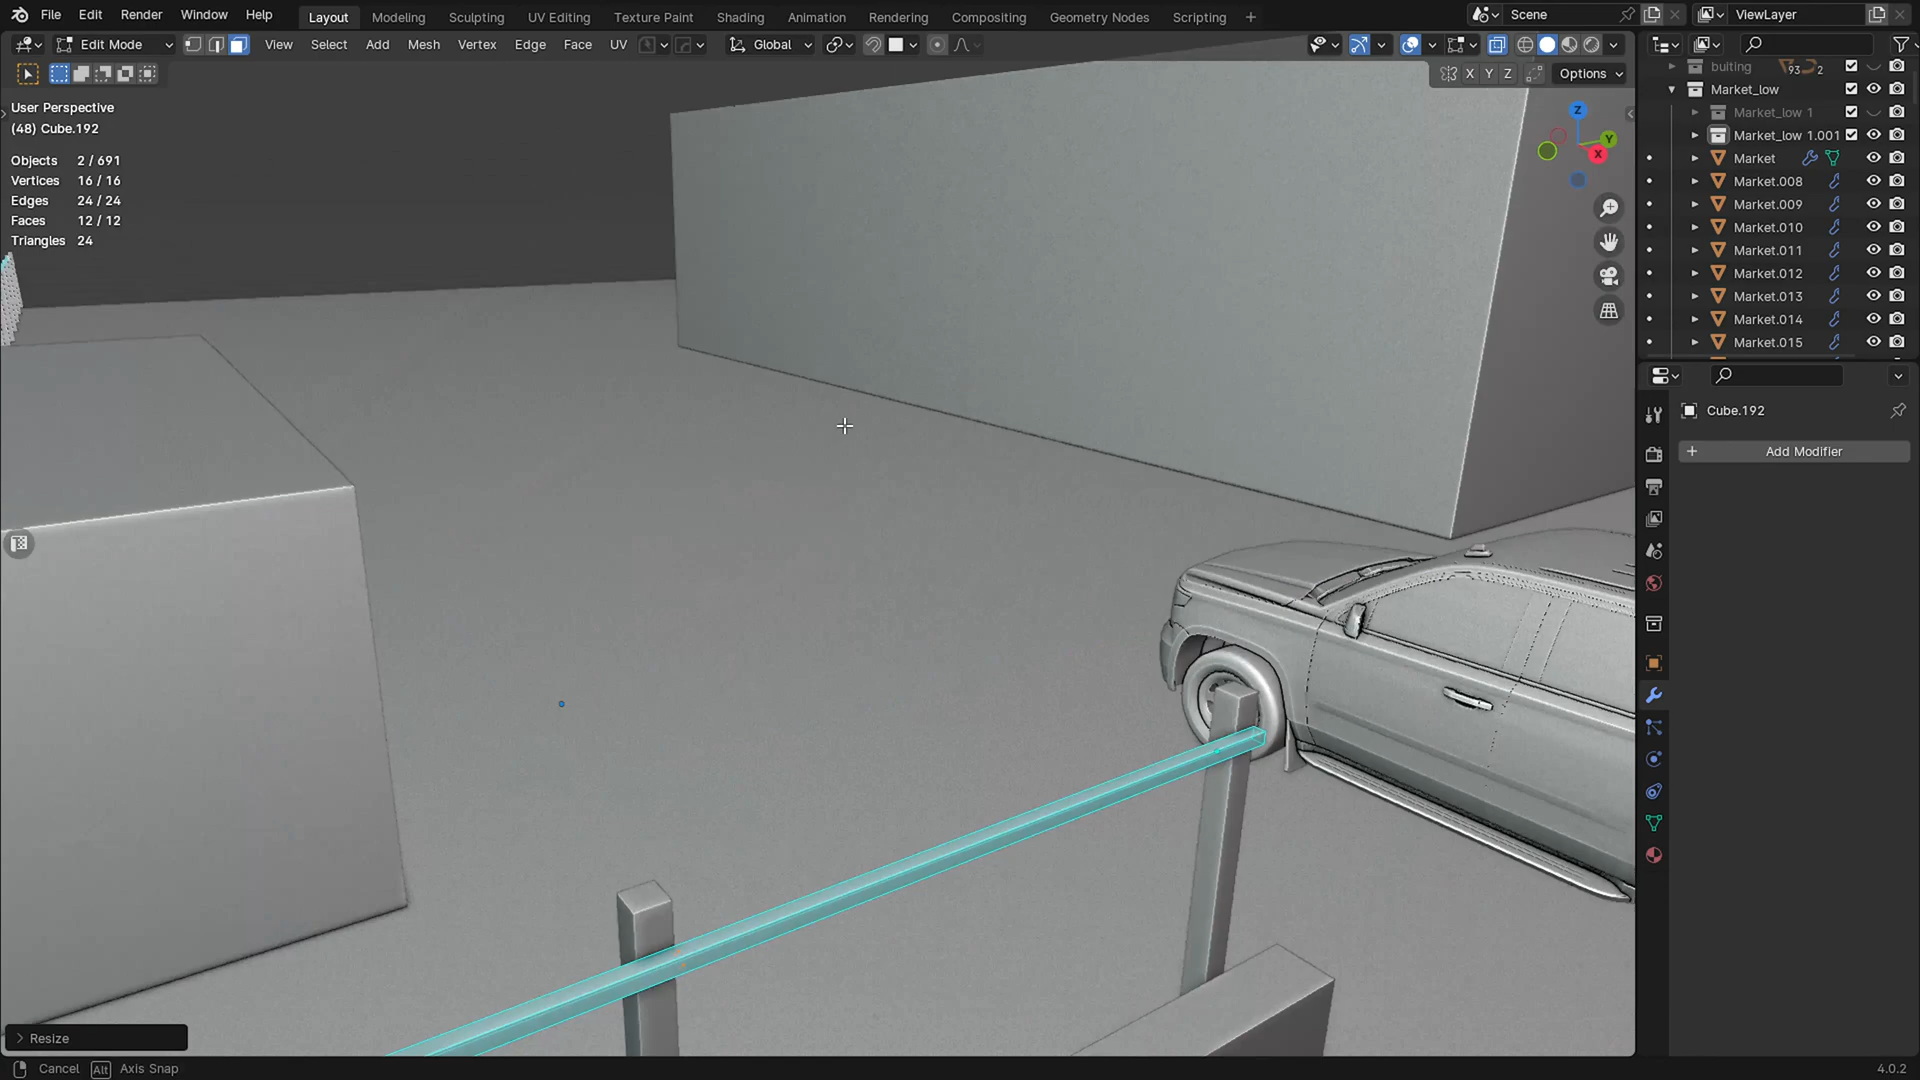 File Edit Render Window Help Layout Modeling Sculpting UV Editing Texture Paint Shading Animation Rendering Compositing Geometry Nodes Scripting + Scene ViewLayer
Edit Mode View Select Add Mesh Vertex Edge Face UV Global
X Y Z Options
User Perspective
(48) Cube.192
Objects 2 / 691
Vertices 16 / 16
Edges 24 / 24
Faces 12 / 12
Triangles 24
Z
Y
X
buiting 93 2
Market_low
Market_low 1
Market_low 1.001
Market
Market.008
Market.009
Market.010
Market.011
Market.012
Market.013
Market.014
Market.015
Cube.192
+ Add Modifier
> Resize
Cancel Alt Axis Snap 4.0.2